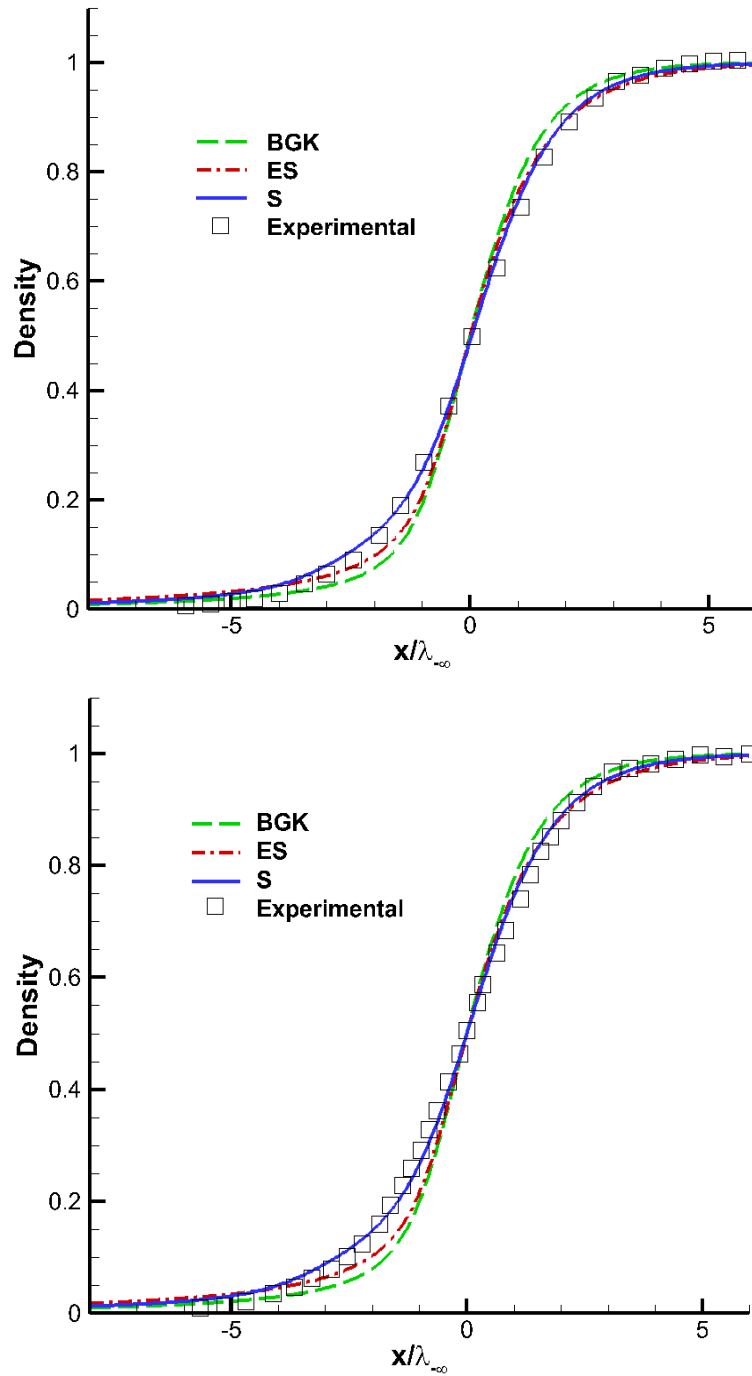 1
0.8
0.6
0.4
0.2
0
Density
BGK
ES
S
Experimental
-5
0
5
x/λ-∞
1
0.8
0.6
0.4
0.2
0
Density
BGK
ES
S
Experimental
-5
0
5
x/λ-∞